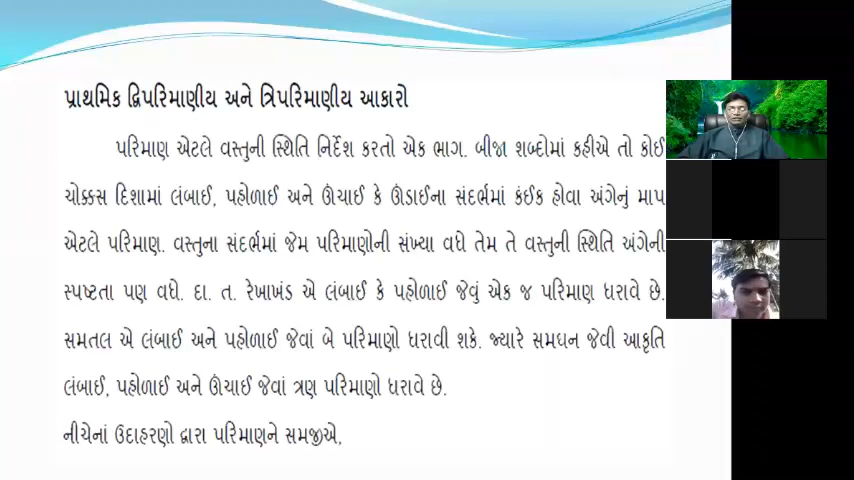 પ્રાથમિક દ્વિપરિમાણીય અને ત્રિપરિમાણીય આકારો
પરિમાણ એટલે વસ્તુની સ્થિતિ નિર્દેશ કરતો એક ભાગ. બીજા શબ્દોમાં કહીએ તો કોઈ
ચોક્કસ દિશામાં લંબાઈ, પહોળાઈ અને ઊંચાઈ કે ઊંડાઈના સંદર્ભમાં કંઈક હોવા અંગેનું માપ
એટલે પરિમાણ. વસ્તુના સંદર્ભમાં જેમ પરિમાણોની સંખ્યા વધે તેમ તે વસ્તુની સ્થિતિ અંગેની
સ્પષ્ટતા પણ વધે. દા. ત. રેખાખંડ એ લંબાઈ કે પહોળાઈ જેવું એક જ પરિમાણ ધરાવે છે.
સમતલ એ લંબાઈ અને પહોળાઈ જેવાં બે પરિમાણો ધરાવી શકે. જ્યારે સમઘન જેવી આકૃતિ
લંબાઈ, પહોળાઈ અને ઊંચાઈ જેવાં ત્રણ પરિમાણો ધરાવે છે.
નીચેનાં ઉદાહરણો દ્વારા પરિમાણને સમજીએ,